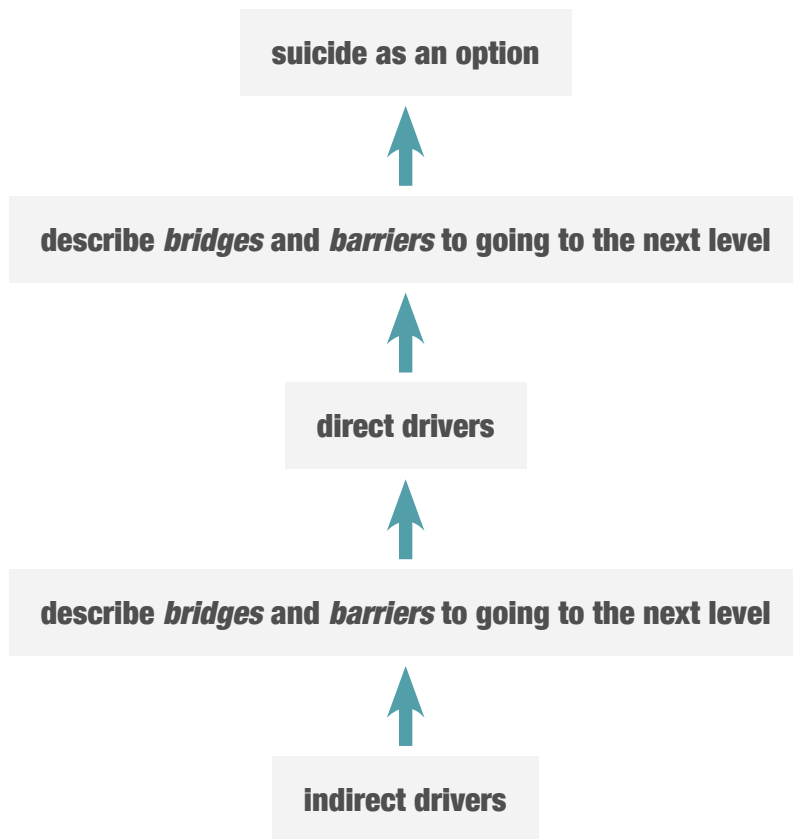 suicide as an option
describe bridges and barriers to going to the next level
direct drivers
describe bridges and barriers to going to the next level
indirect drivers